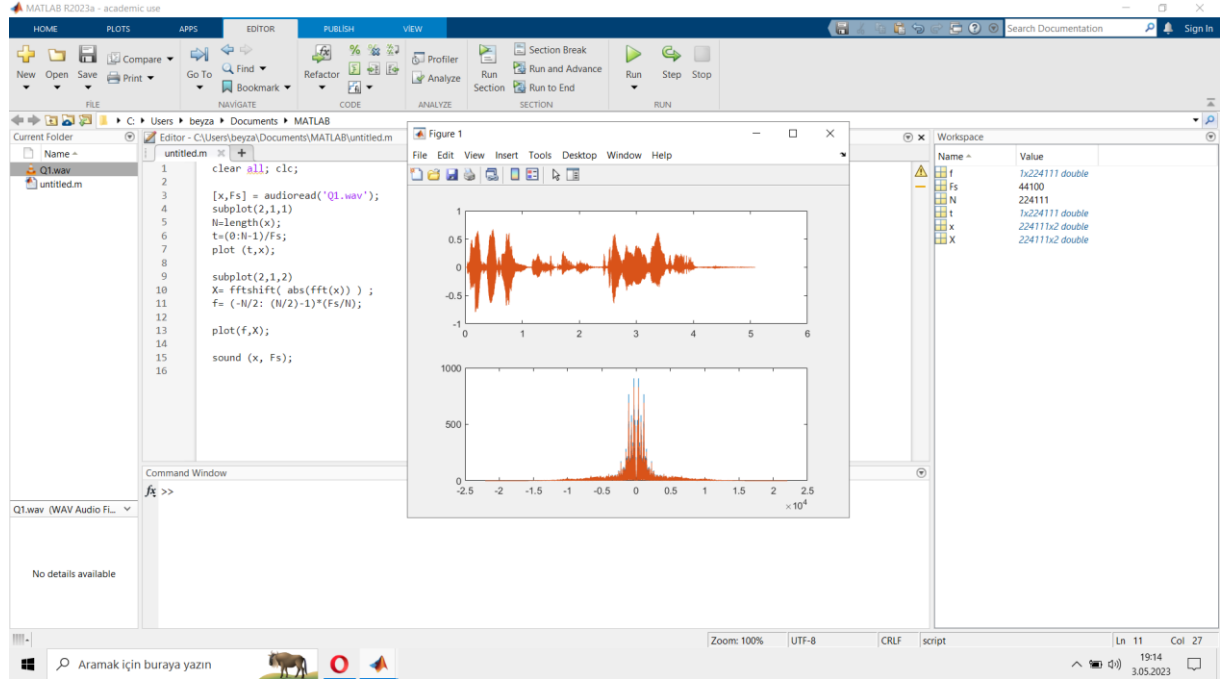 MATLAB R2023a - academic use
HOME PLOTS APPS EDITOR PUBLISH VIEW
Search Documentation Sign In
New Open Save Compare Print
Go To Find Bookmark
Refactor
Profiler Analyze
Run Section Section Break Run and Advance Run to End
Run Step Stop
FILE NAVIGATE CODE ANALYZE SECTION RUN
C: Users beyza Documents MATLAB
Current Folder
Name
Q1.wav
untitled.m
Editor - C:\Users\beyza\Documents\MATLAB\untitled.m
untitled.m
1 clear all; clc;
2
3 [x,Fs] = audioread('Q1.wav');
4 subplot(2,1,1)
5 N=length(x);
6 t=(0:N-1)/Fs;
7 plot (t,x);
8
9 subplot(2,1,2)
10 X= fftshift( abs(fft(x)) ) ;
11 f= (-N/2: (N/2)-1)*(Fs/N);
12
13 plot(f,X);
14
15 sound (x, Fs);
16
Figure 1
File Edit View Insert Tools Desktop Window Help
1
0.5
0
-0.5
-1
0 1 2 3 4 5 6
1000
500
0
-2.5 -2 -1.5 -1 -0.5 0 0.5 1 1.5 2 2.5
×10⁴
Workspace
Name Value
f 1x224111 double
Fs 44100
N 224111
t 1x224111 double
x 224111x2 double
X 224111x2 double
Command Window
fx >>
Q1.wav (WAV Audio Fi...
No details available
Zoom: 100% UTF-8 CRLF script Ln 11 Col 27
Aramak için buraya yazın
19:14
3.05.2023